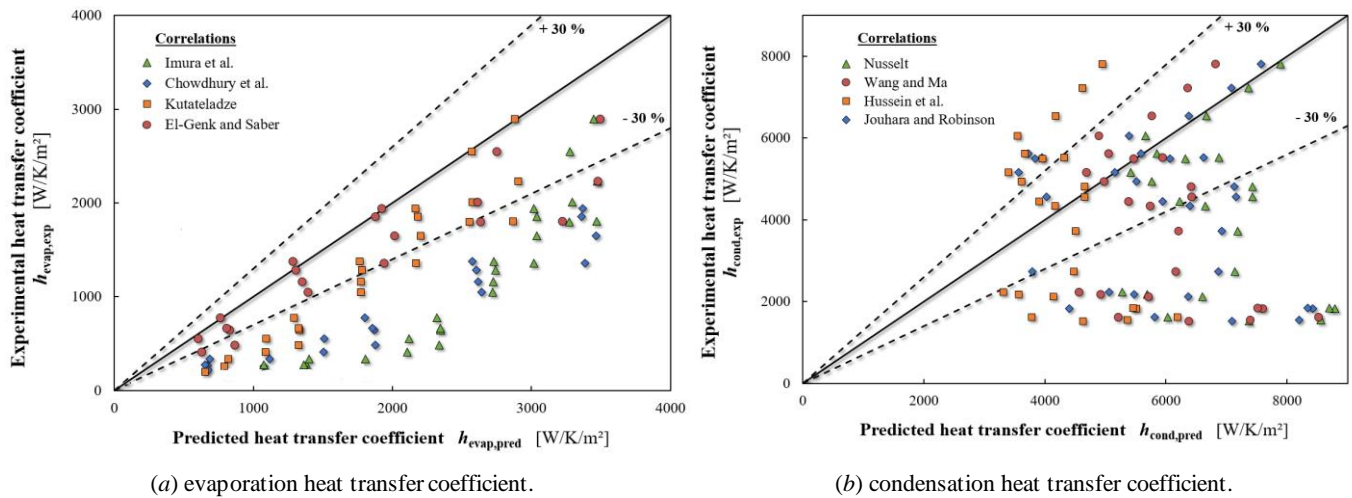 Experimental heat transfer coefficient
h_evap,exp [W/K/m²]
4000
3000
2000
1000
0
Correlations
Imura et al.
Chowdhury et al.
Kutateladze
El-Genk and Saber
+ 30 %
- 30 %
0 1000 2000 3000 4000
Predicted heat transfer coefficient h_evap,pred [W/K/m²]
(a) evaporation heat transfer coefficient.
Experimental heat transfer coefficient
h_cond,exp [W/K/m²]
8000
6000
4000
2000
0
Correlations
Nusselt
Wang and Ma
Hussein et al.
Jouhara and Robinson
+ 30 %
- 30 %
0 2000 4000 6000 8000
Predicted heat transfer coefficient h_cond,pred [W/K/m²]
(b) condensation heat transfer coefficient.